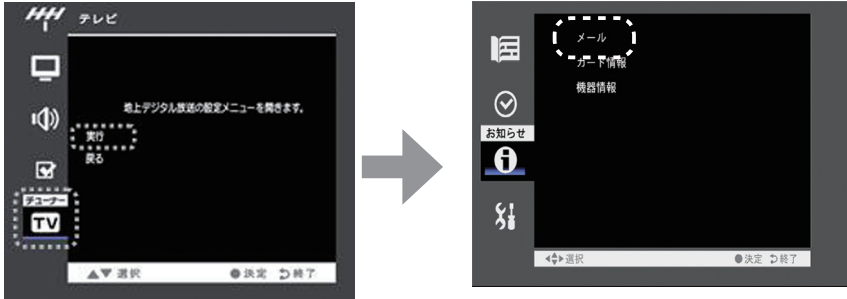 テレビ
地上デジタル放送の設定メニューを開きます。
実行
戻る
チューナー
TV
▲▼ 選択
●決定 ⮌終了
メール
カード情報
機器情報
お知らせ
選択
●決定 ⮌終了